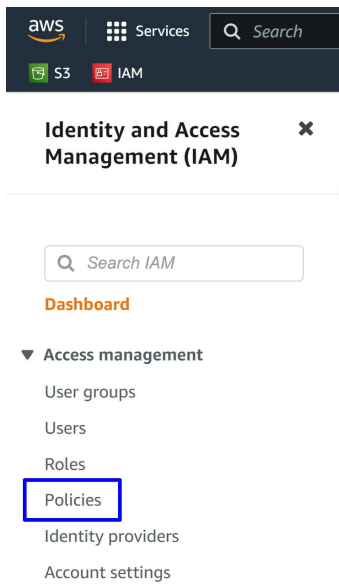 aws Services Search
S3 IAM
Identity and Access
Management (IAM)
Search IAM
Dashboard
Access management
User groups
Users
Roles
Policies
Identity providers
Account settings